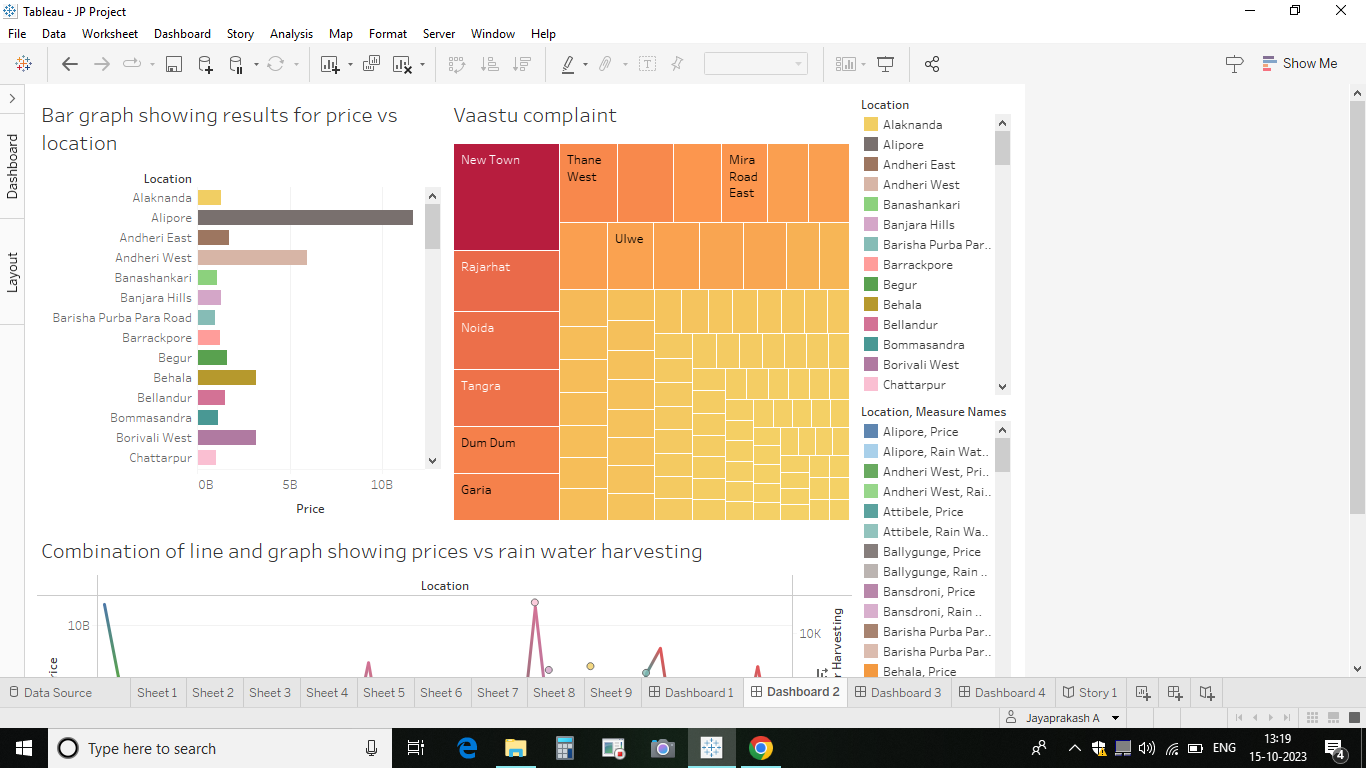 Tableau - JP Project
File Data Worksheet Dashboard Story Analysis Map Format Server Window Help
Show Me
Dashboard
Layout
Bar graph showing results for price vs
location
Location
Alaknanda
Alipore
Andheri East
Andheri West
Banashankari
Banjara Hills
Barisha Purba Para Road
Barrackpore
Begur
Behala
Bellandur
Bommasandra
Borivali West
Chattarpur
0B 5B 10B
Price
Vaastu complaint
New Town
Rajarhat
Noida
Tangra
Dum Dum
Garia
Thane
West
Mira
Road
East
Ulwe
Location
Alaknanda
Alipore
Andheri East
Andheri West
Banashankari
Banjara Hills
Barisha Purba Par..
Barrackpore
Begur
Behala
Bellandur
Bommasandra
Borivali West
Chattarpur
Location, Measure Names
Alipore, Price
Alipore, Rain Wat..
Andheri West, Pri..
Andheri West, Rai..
Attibele, Price
Attibele, Rain Wa..
Ballygunge, Price
Ballygunge, Rain ..
Bansdroni, Price
Bansdroni, Rain ..
Barisha Purba Par..
Barisha Purba Par..
Behala, Price
Combination of line and graph showing prices vs rain water harvesting
Location
10B
rice
10K
r Harvesting
Data Source Sheet 1 Sheet 2 Sheet 3 Sheet 4 Sheet 5 Sheet 6 Sheet 7 Sheet 8 Sheet 9 Dashboard 1 Dashboard 2 Dashboard 3 Dashboard 4 Story 1
Jayaprakash A
Type here to search
ENG
13:19
15-10-2023
4